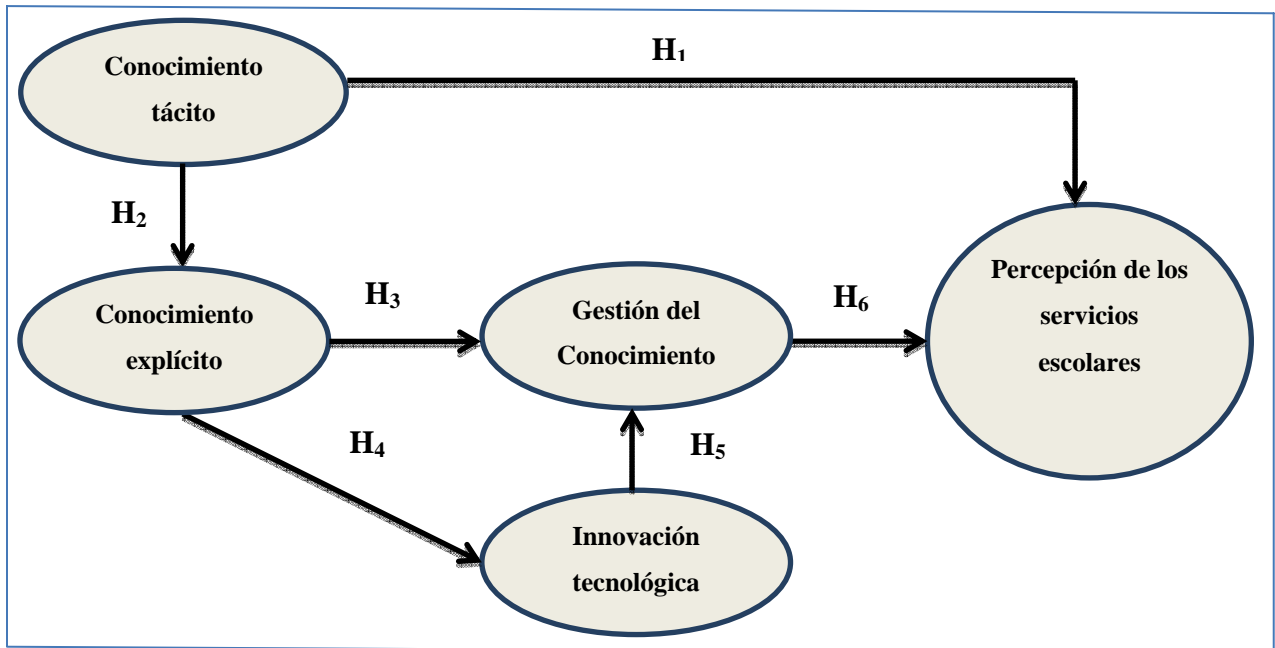 Conocimiento
tácito
H₁
H₂
Conocimiento
explícito
H₃
Gestión del
Conocimiento
H₆
Percepción de los
servicios
escolares
H₄
H₅
Innovación
tecnológica